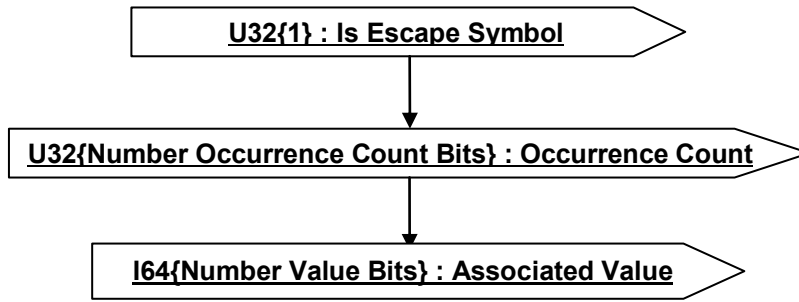 U32{1} : Is Escape Symbol
U32{Number Occurrence Count Bits} : Occurrence Count
I64{Number Value Bits} : Associated Value